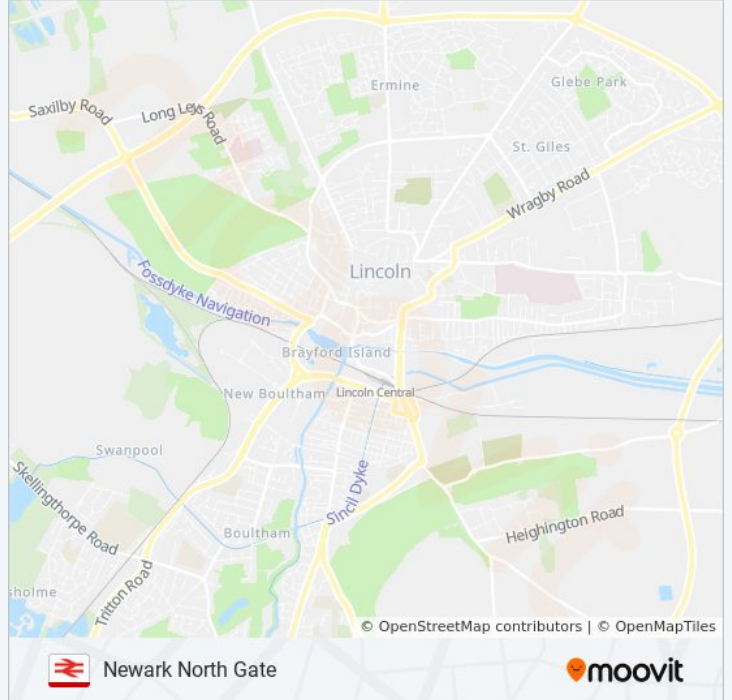 Ermine
Glebe Park
Saxilby Road
Long Leys Road
St. Giles
Wragby Road
Lincoln
Fossdyke Navigation
Brayford Island
New Boultham
Lincoln Central
Swanpool
Skellingthorpe Road
Sincil Dyke
Heighington Road
Boultham
Tritton Road
sholme
© OpenStreetMap contributors | © OpenMapTiles
Newark North Gate
moovit